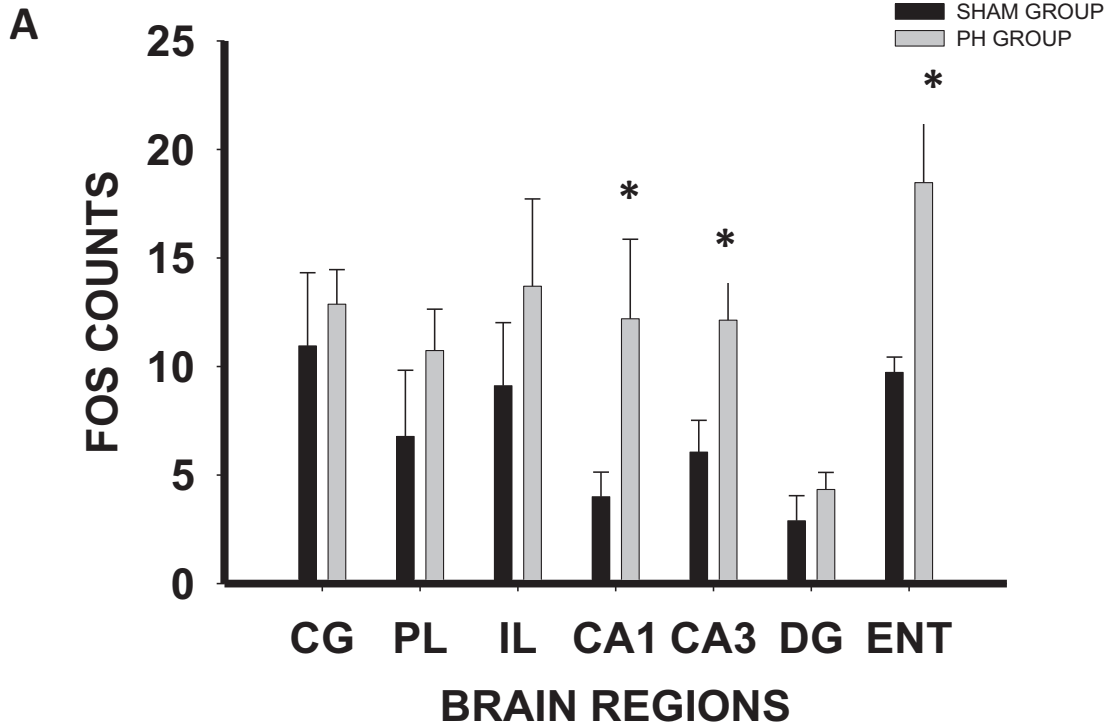 A
SHAM GROUP
PH GROUP
25
20
15
10
5
0
FOS COUNTS
*
*
*
CG PL IL CA1 CA3 DG ENT
BRAIN REGIONS